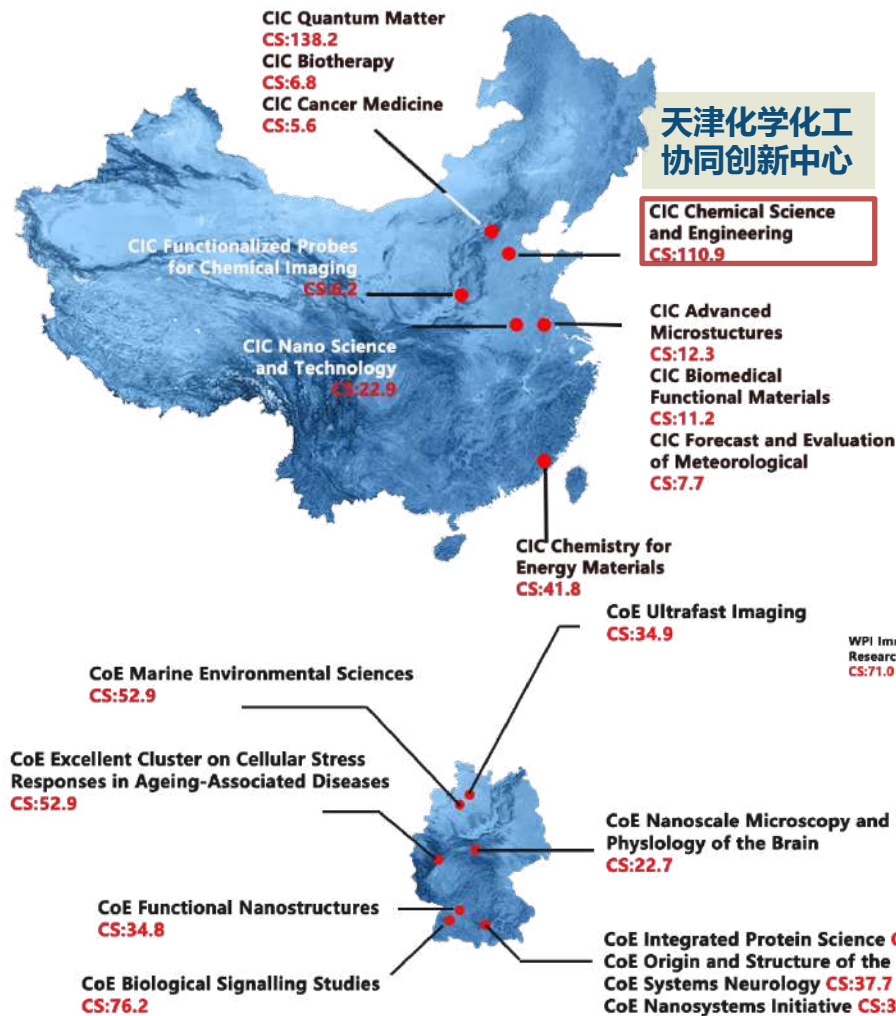 CIC Quantum Matter
CS:138.2
CIC Biotherapy
CS:6.8
CIC Cancer Medicine
CS:5.6
天津化学化工
协同创新中心
CIC Chemical Science
and Engineering
CS:110.9
CIC Functionalized Probes
for Chemical Imaging
CS:6.2
CIC Nano Science
and Technology
CS:22.9
CIC Advanced
Microstuctures
CS:12.3
CIC Biomedical
Functional Materials
CS:11.2
CIC Forecast and Evaluation
of Meteorological
CS:7.7
CIC Chemistry for
Energy Materials
CS:41.8
CoE Ultrafast Imaging
CS:34.9
WPI
Researc
CS:71.0
CoE Marine Environmental Sciences
CS:52.9
CoE Excellent Cluster on Cellular Stress
Responses in Ageing-Associated Diseases
CS:52.9
CoE Nanoscale Microscopy and
Physlology of the Brain
CS:22.7
CoE Functional Nanostructures
CS:34.8
CoE Biological Signalling Studies
CS:76.2
CoE Integrated Protein Science
CoE Origin and Structure of the
CoE Systems Neurology CS:37.7
CoE Nanosystems Initiative CS:3